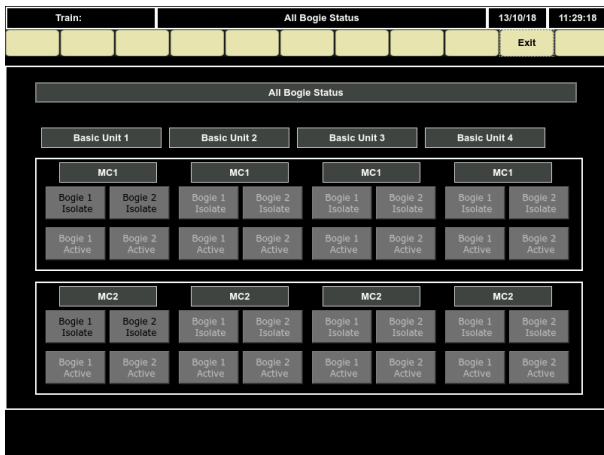 Train: All Bogie Status 13/10/18 11:29:18
Exit
All Bogie Status
Basic Unit 1 Basic Unit 2 Basic Unit 3 Basic Unit 4
MC1 MC1 MC1 MC1
Bogie 1 Bogie 2 Bogie 1 Bogie 2 Bogie 1 Bogie 2 Bogie 1 Bogie 2
Isolate Isolate Isolate Isolate Isolate Isolate Isolate Isolate
Bogie 1 Bogie 2 Bogie 1 Bogie 2 Bogie 1 Bogie 2 Bogie 1 Bogie 2
Active Active Active Active Active Active Active Active
MC2 MC2 MC2 MC2
Bogie 1 Bogie 2 Bogie 1 Bogie 2 Bogie 1 Bogie 2 Bogie 1 Bogie 2
Isolate Isolate Isolate Isolate Isolate Isolate Isolate Isolate
Bogie 1 Bogie 2 Bogie 1 Bogie 2 Bogie 1 Bogie 2 Bogie 1 Bogie 2
Active Active Active Active Active Active Active Active